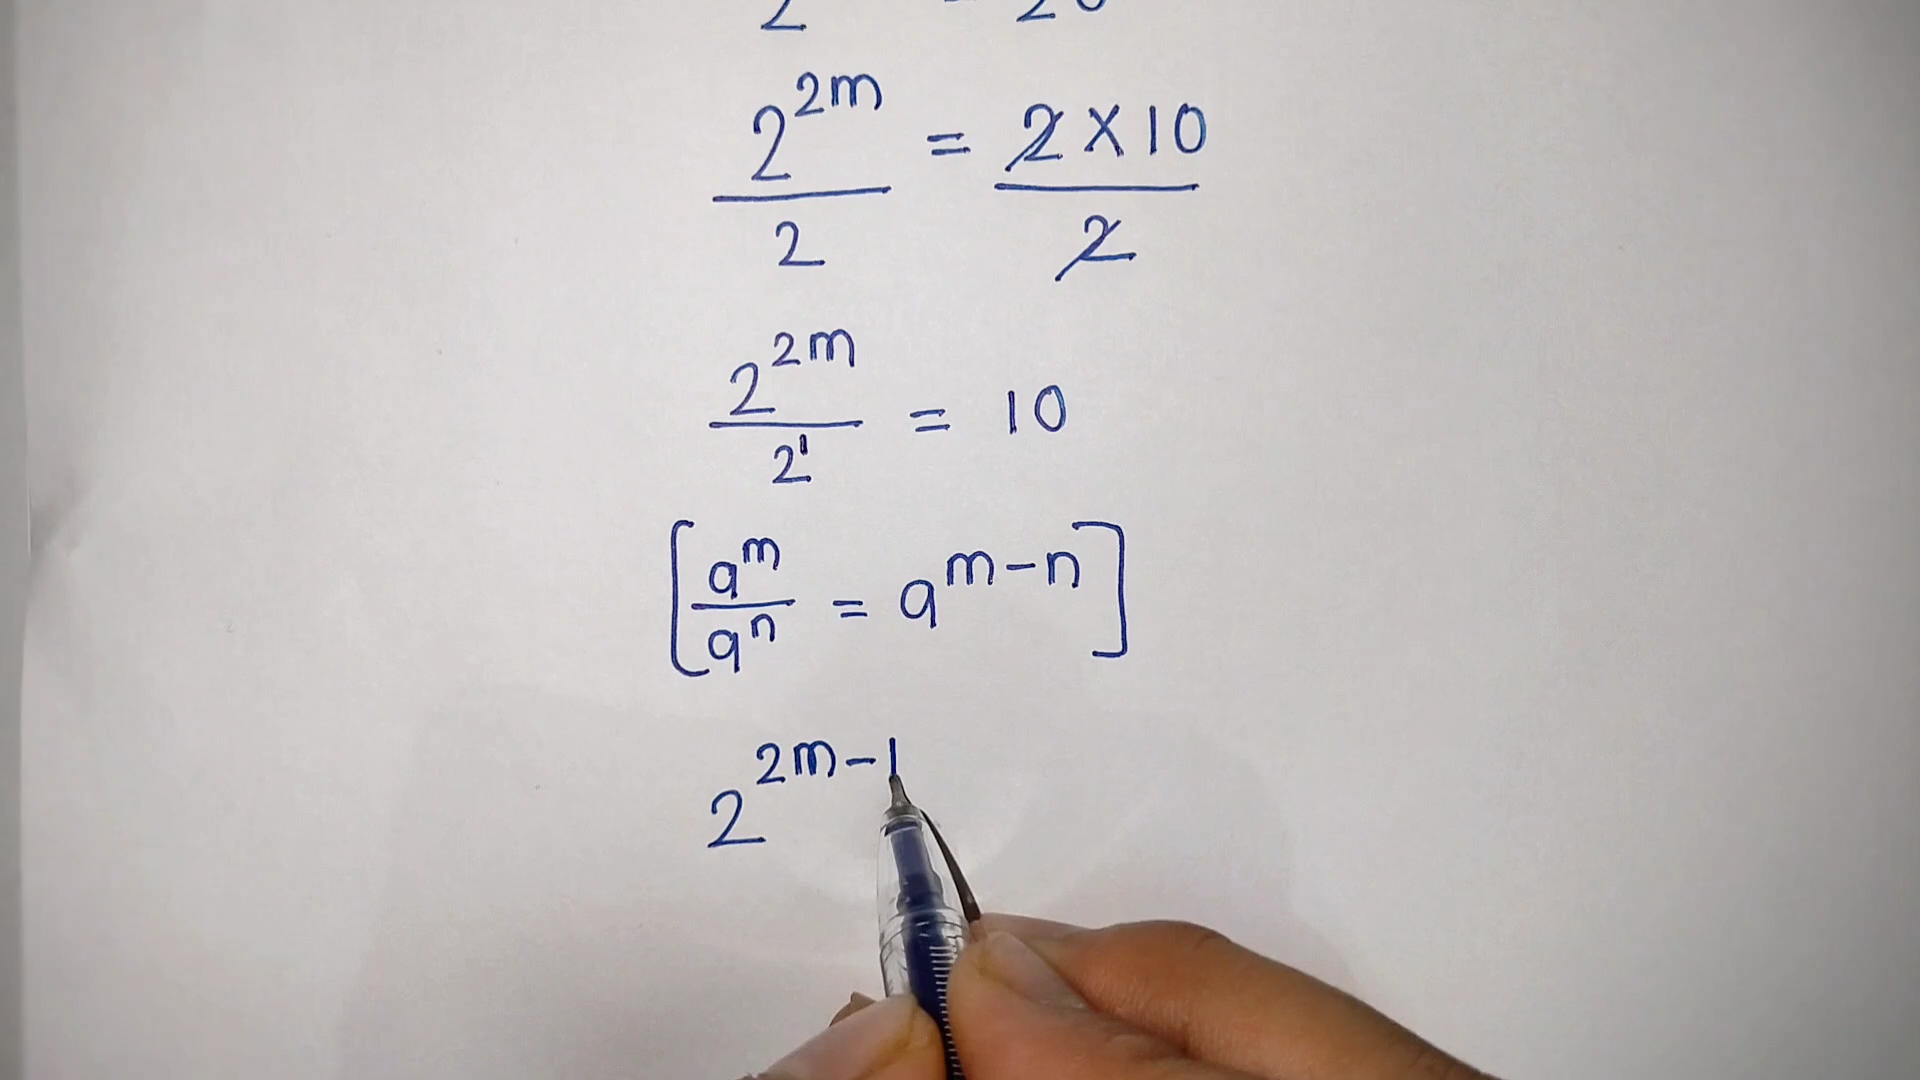 2^{2m} / 2 = 2 × 10 / 2
2^{2m} / 2^1 = 10
[a^m / a^n = a^{m-n}]
2^{2m-1}